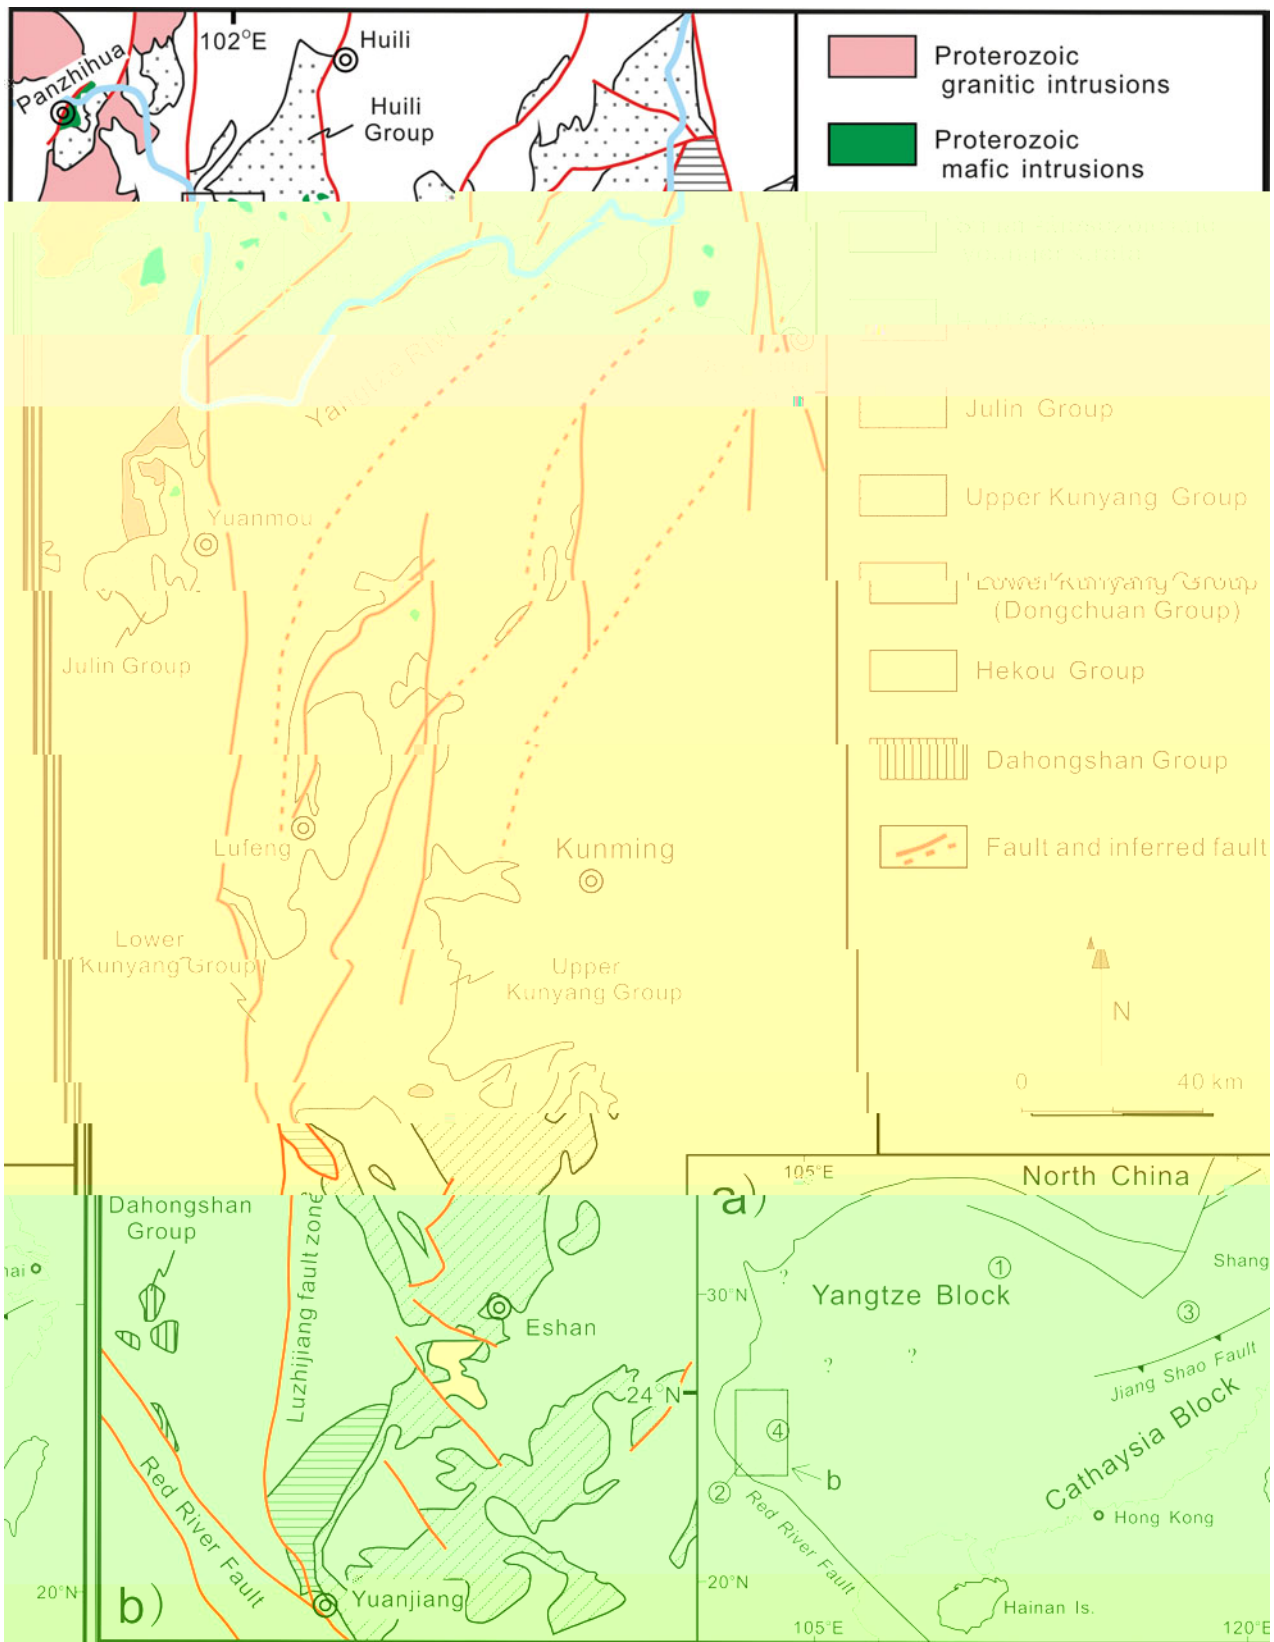 102°E
Huili
Panzhihua
Huili
Group
Yangtze River
Yuanmou
Julin Group
Lufeng
Kunming
Lower
Kunyang Group
Upper
Kunyang Group
Dahongshan
Group
Luzhijiang fault zone
Eshan
24°N
Red River Fault
Yuanjiang
20°N
b)
Proterozoic
granitic intrusions
Proterozoic
mafic intrusions
Julin Group
Upper Kunyang Group
Lower Kunyang Group
(Dongchuan Group)
Hekou Group
Dahongshan Group
Fault and inferred fault
N
0
40 km
a)
105°E
North China
Shang
30°N
Yangtze Block
?
①
③
?
?
Jiang Shao Fault
Cathaysia Block
④
②
b
Red River Fault
Hong Kong
20°N
Hainan Is.
105°E
120°E